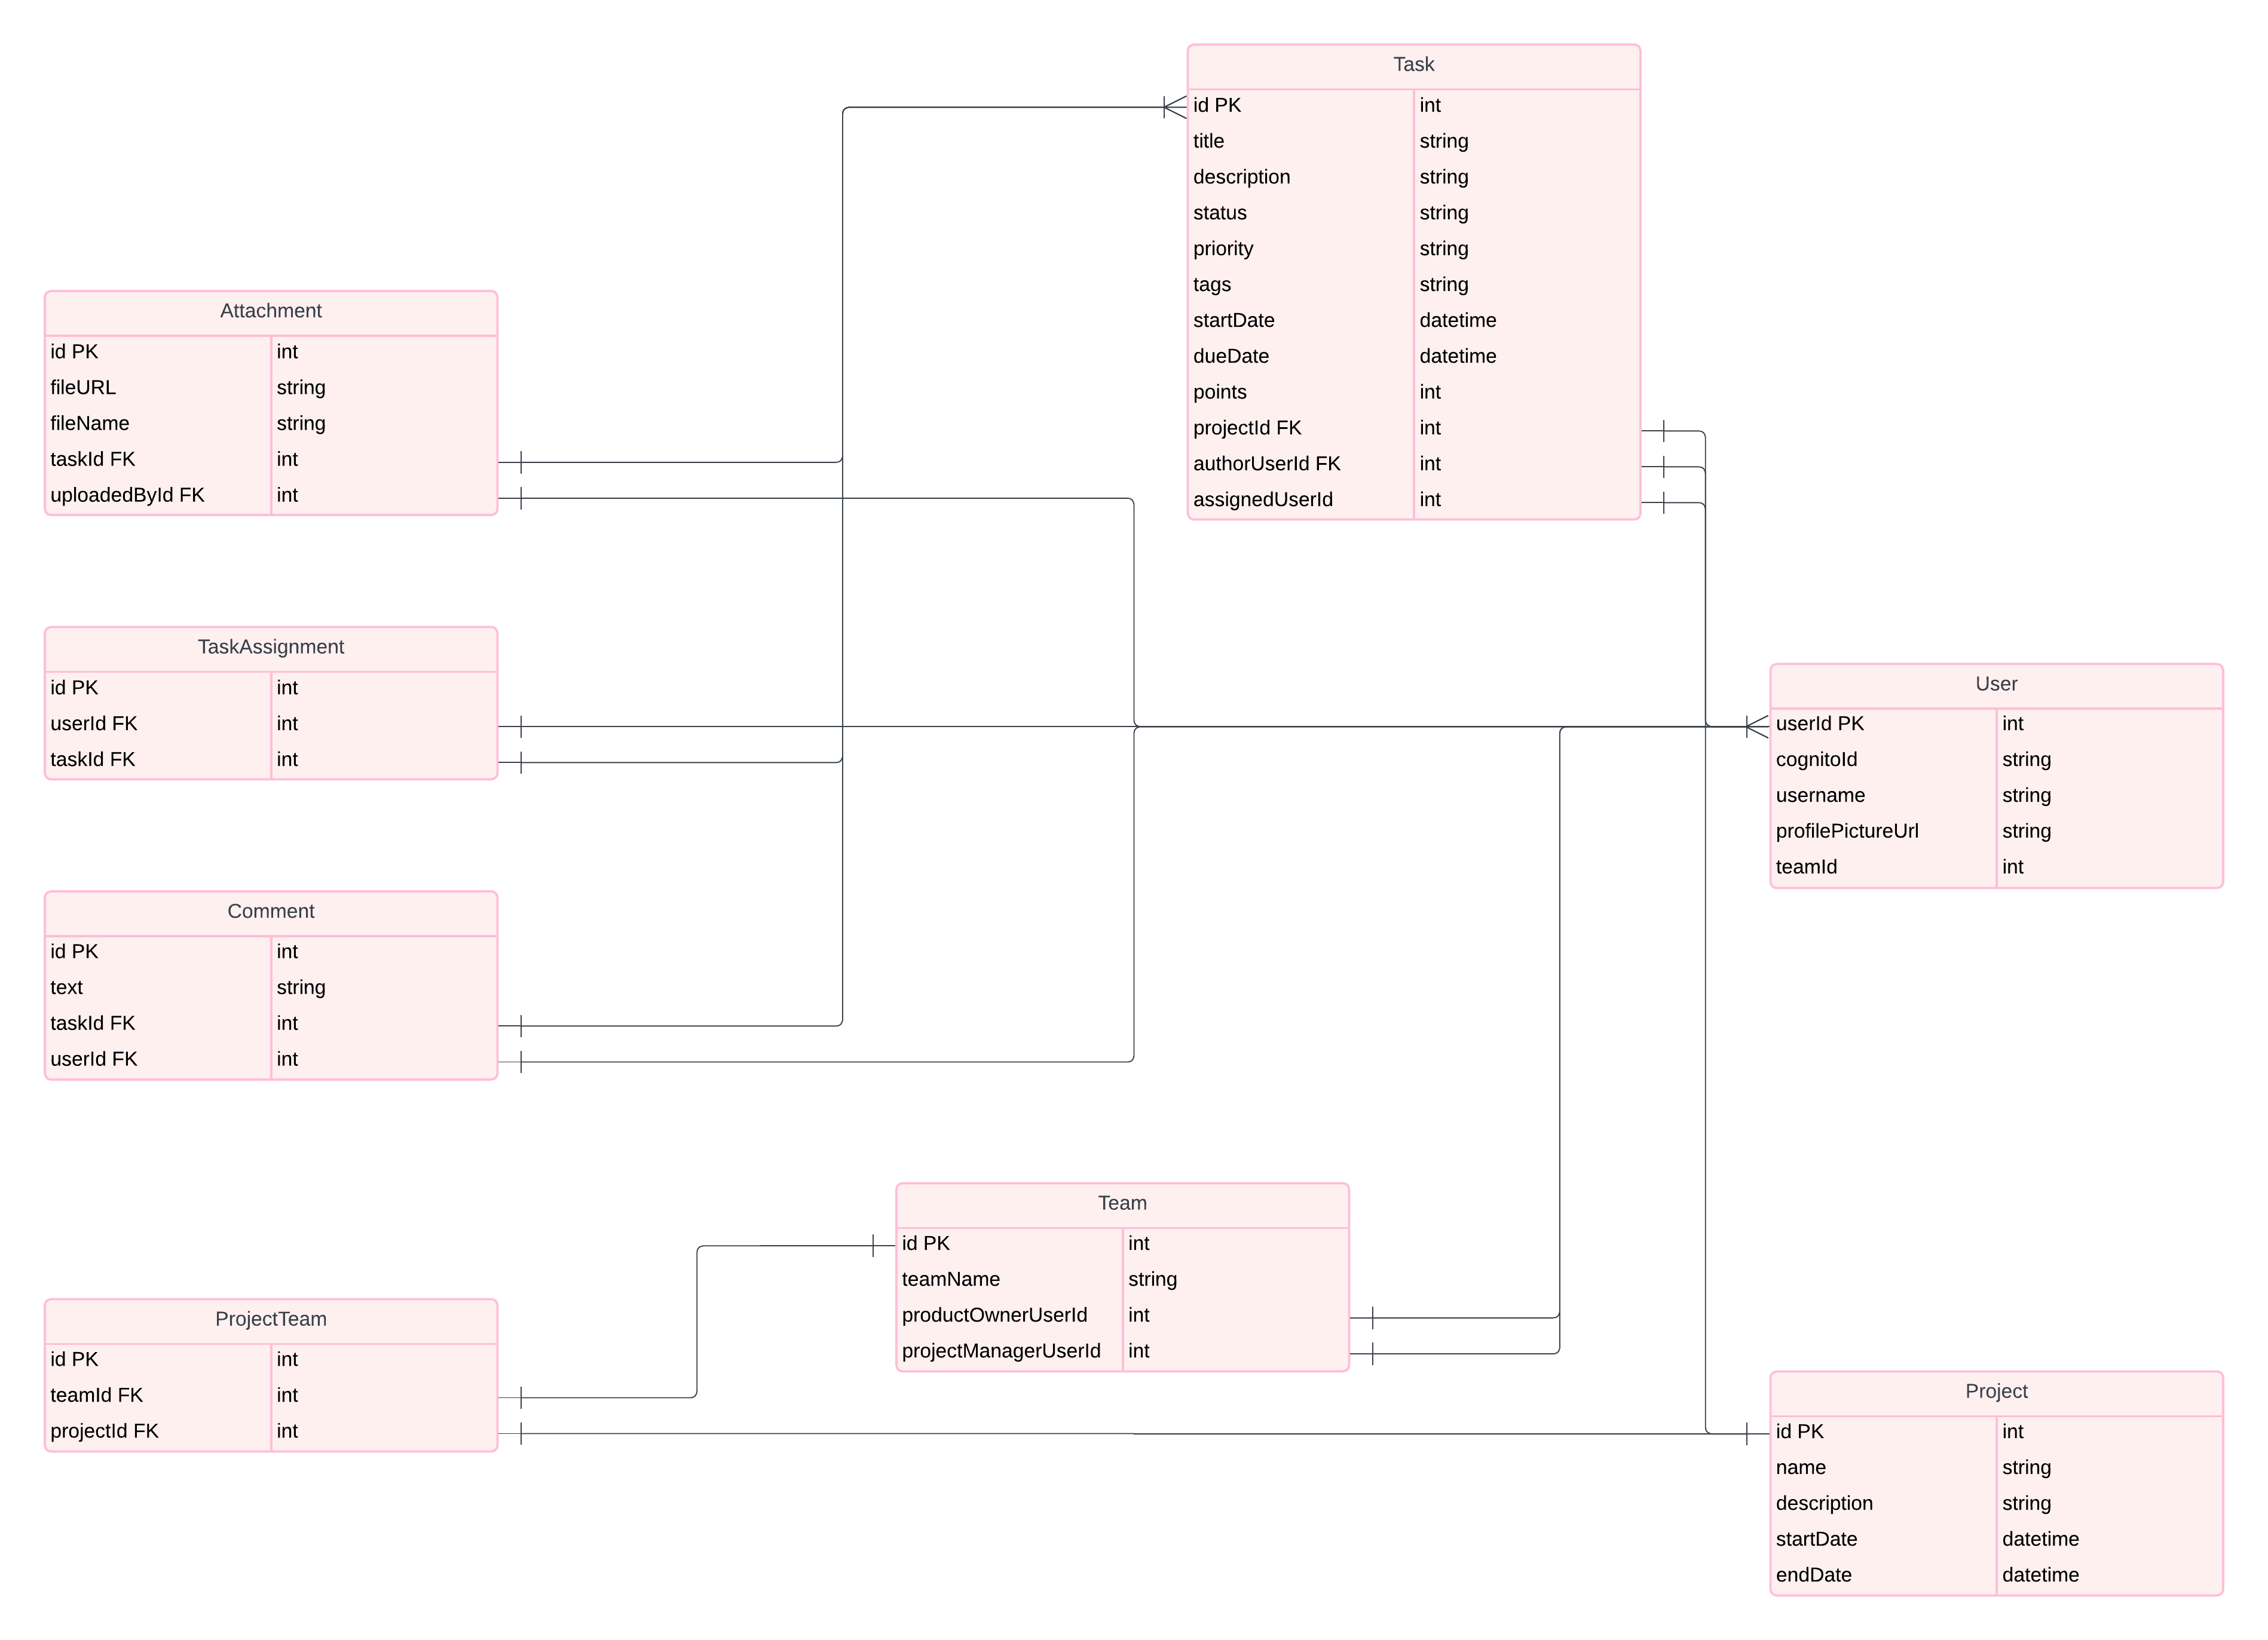 Task
id PK int
title string
description string
status string
priority string
tags string
startDate datetime
dueDate datetime
points int
projectId FK int
authorUserId FK int
assignedUserId int
Attachment
id PK int
fileURL string
fileName string
taskId FK int
uploadedById FK int
TaskAssignment
id PK int
userId FK int
taskId FK int
User
userId PK int
cognitoId string
username string
profilePictureUrl string
teamId int
Comment
id PK int
text string
taskId FK int
userId FK int
Team
id PK int
teamName string
productOwnerUserId int
projectManagerUserId int
ProjectTeam
id PK int
teamId FK int
projectId FK int
Project
id PK int
name string
description string
startDate datetime
endDate datetime